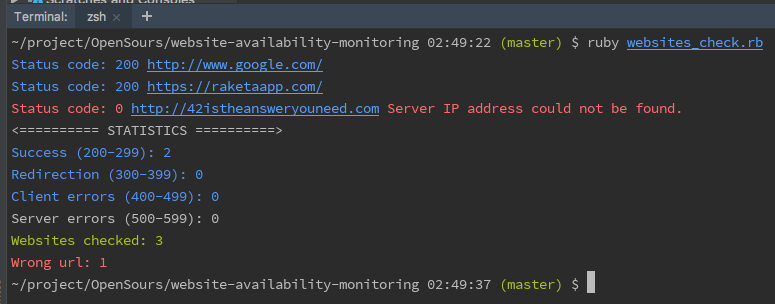 Scratches and Consoles
Terminal: zsh × +
~/project/OpenSours/website-availability-monitoring 02:49:22 (master) $ ruby websites_check.rb
Status code: 200 http://www.google.com/
Status code: 200 https://raketaapp.com/
Status code: 0 http://42istheansweryouneed.com Server IP address could not be found.
<========== STATISTICS ==========>
Success (200-299): 2
Redirection (300-399): 0
Client errors (400-499): 0
Server errors (500-599): 0
Websites checked: 3
Wrong url: 1
~/project/OpenSours/website-availability-monitoring 02:49:37 (master) $